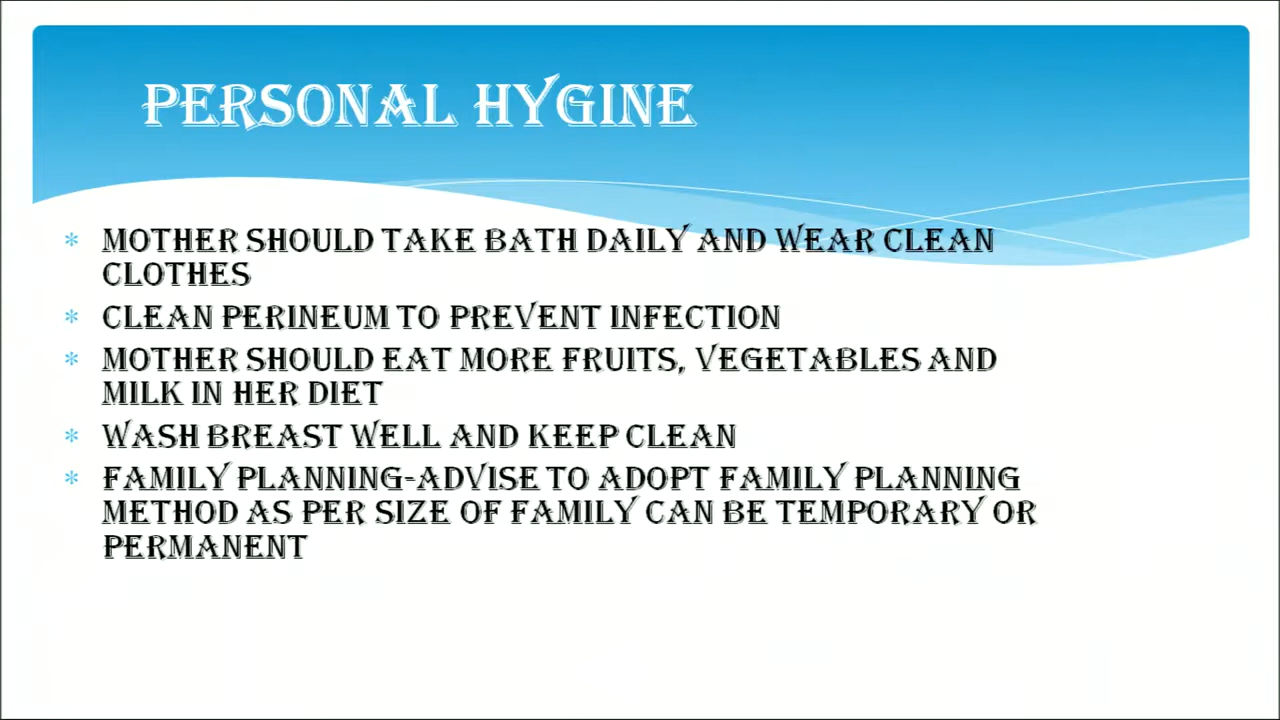 PERSONAL HYGINE
* MOTHER SHOULD TAKE BATH DAILY AND WEAR CLEAN
CLOTHES
* CLEAN PERINEUM TO PREVENT INFECTION
* MOTHER SHOULD EAT MORE FRUITS, VEGETABLES AND
MILK IN HER DIET
* WASH BREAST WELL AND KEEP CLEAN
* FAMILY PLANNING-ADVISE TO ADOPT FAMILY PLANNING
METHOD AS PER SIZE OF FAMILY CAN BE TEMPORARY OR
PERMANENT